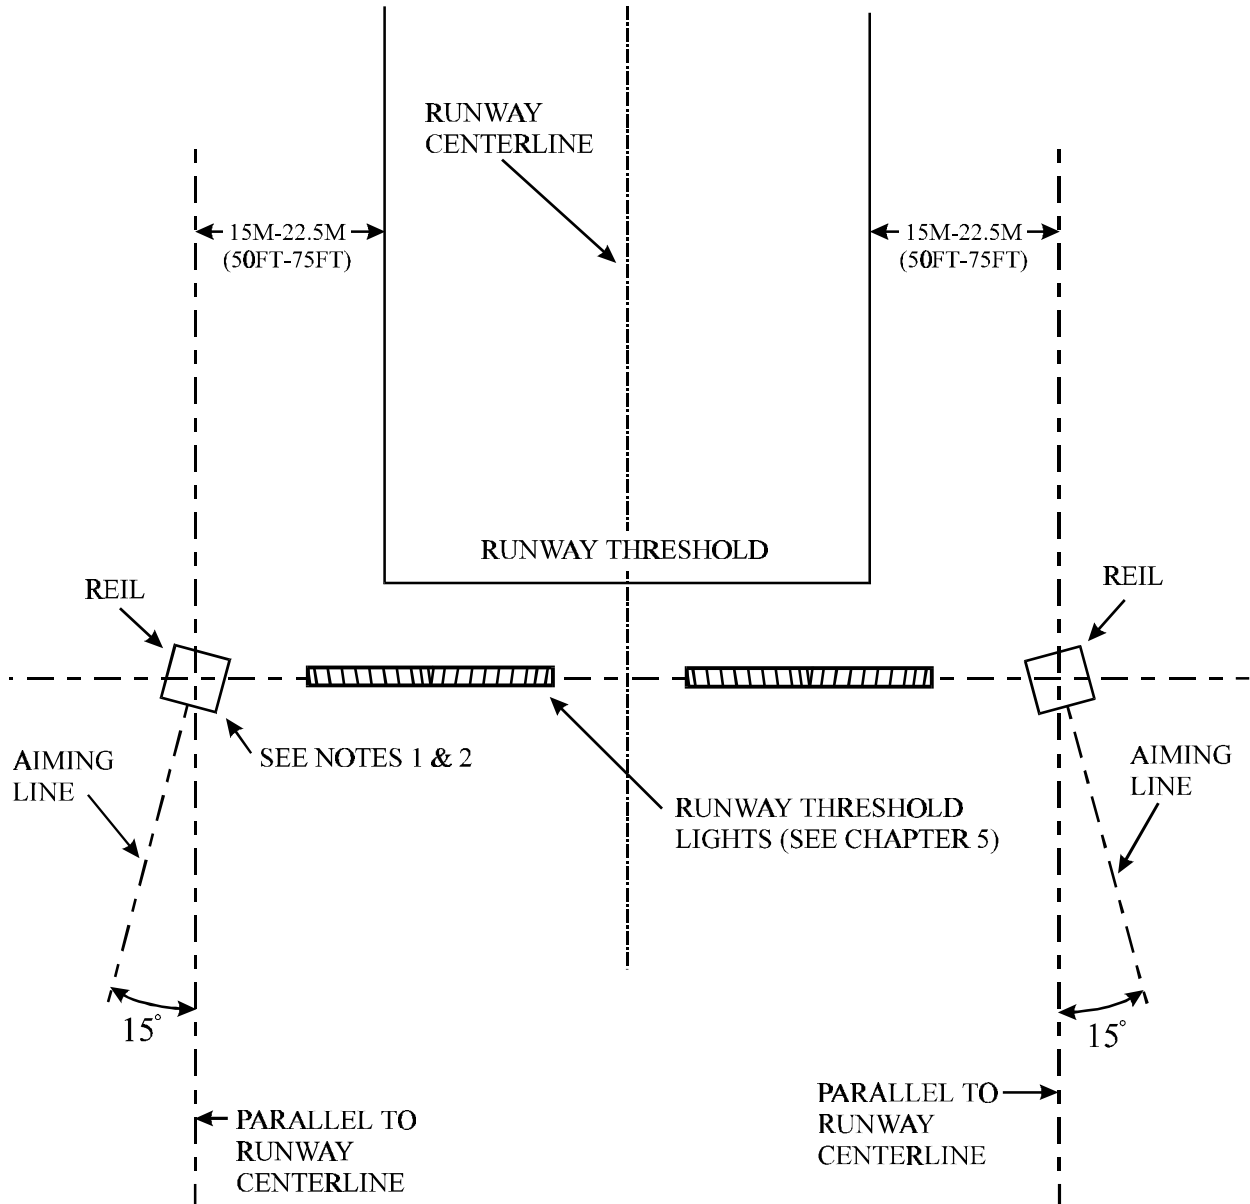 RUNWAY
CENTERLINE
15M-22.5M
(50FT-75FT)
15M-22.5M
(50FT-75FT)
RUNWAY THRESHOLD
REIL
REIL
SEE NOTES 1 & 2
AIMING
LINE
AIMING
LINE
RUNWAY THRESHOLD
LIGHTS (SEE CHAPTER 5)
15°
15°
PARALLEL TO
RUNWAY
CENTERLINE
PARALLEL TO
RUNWAY
CENTERLINE